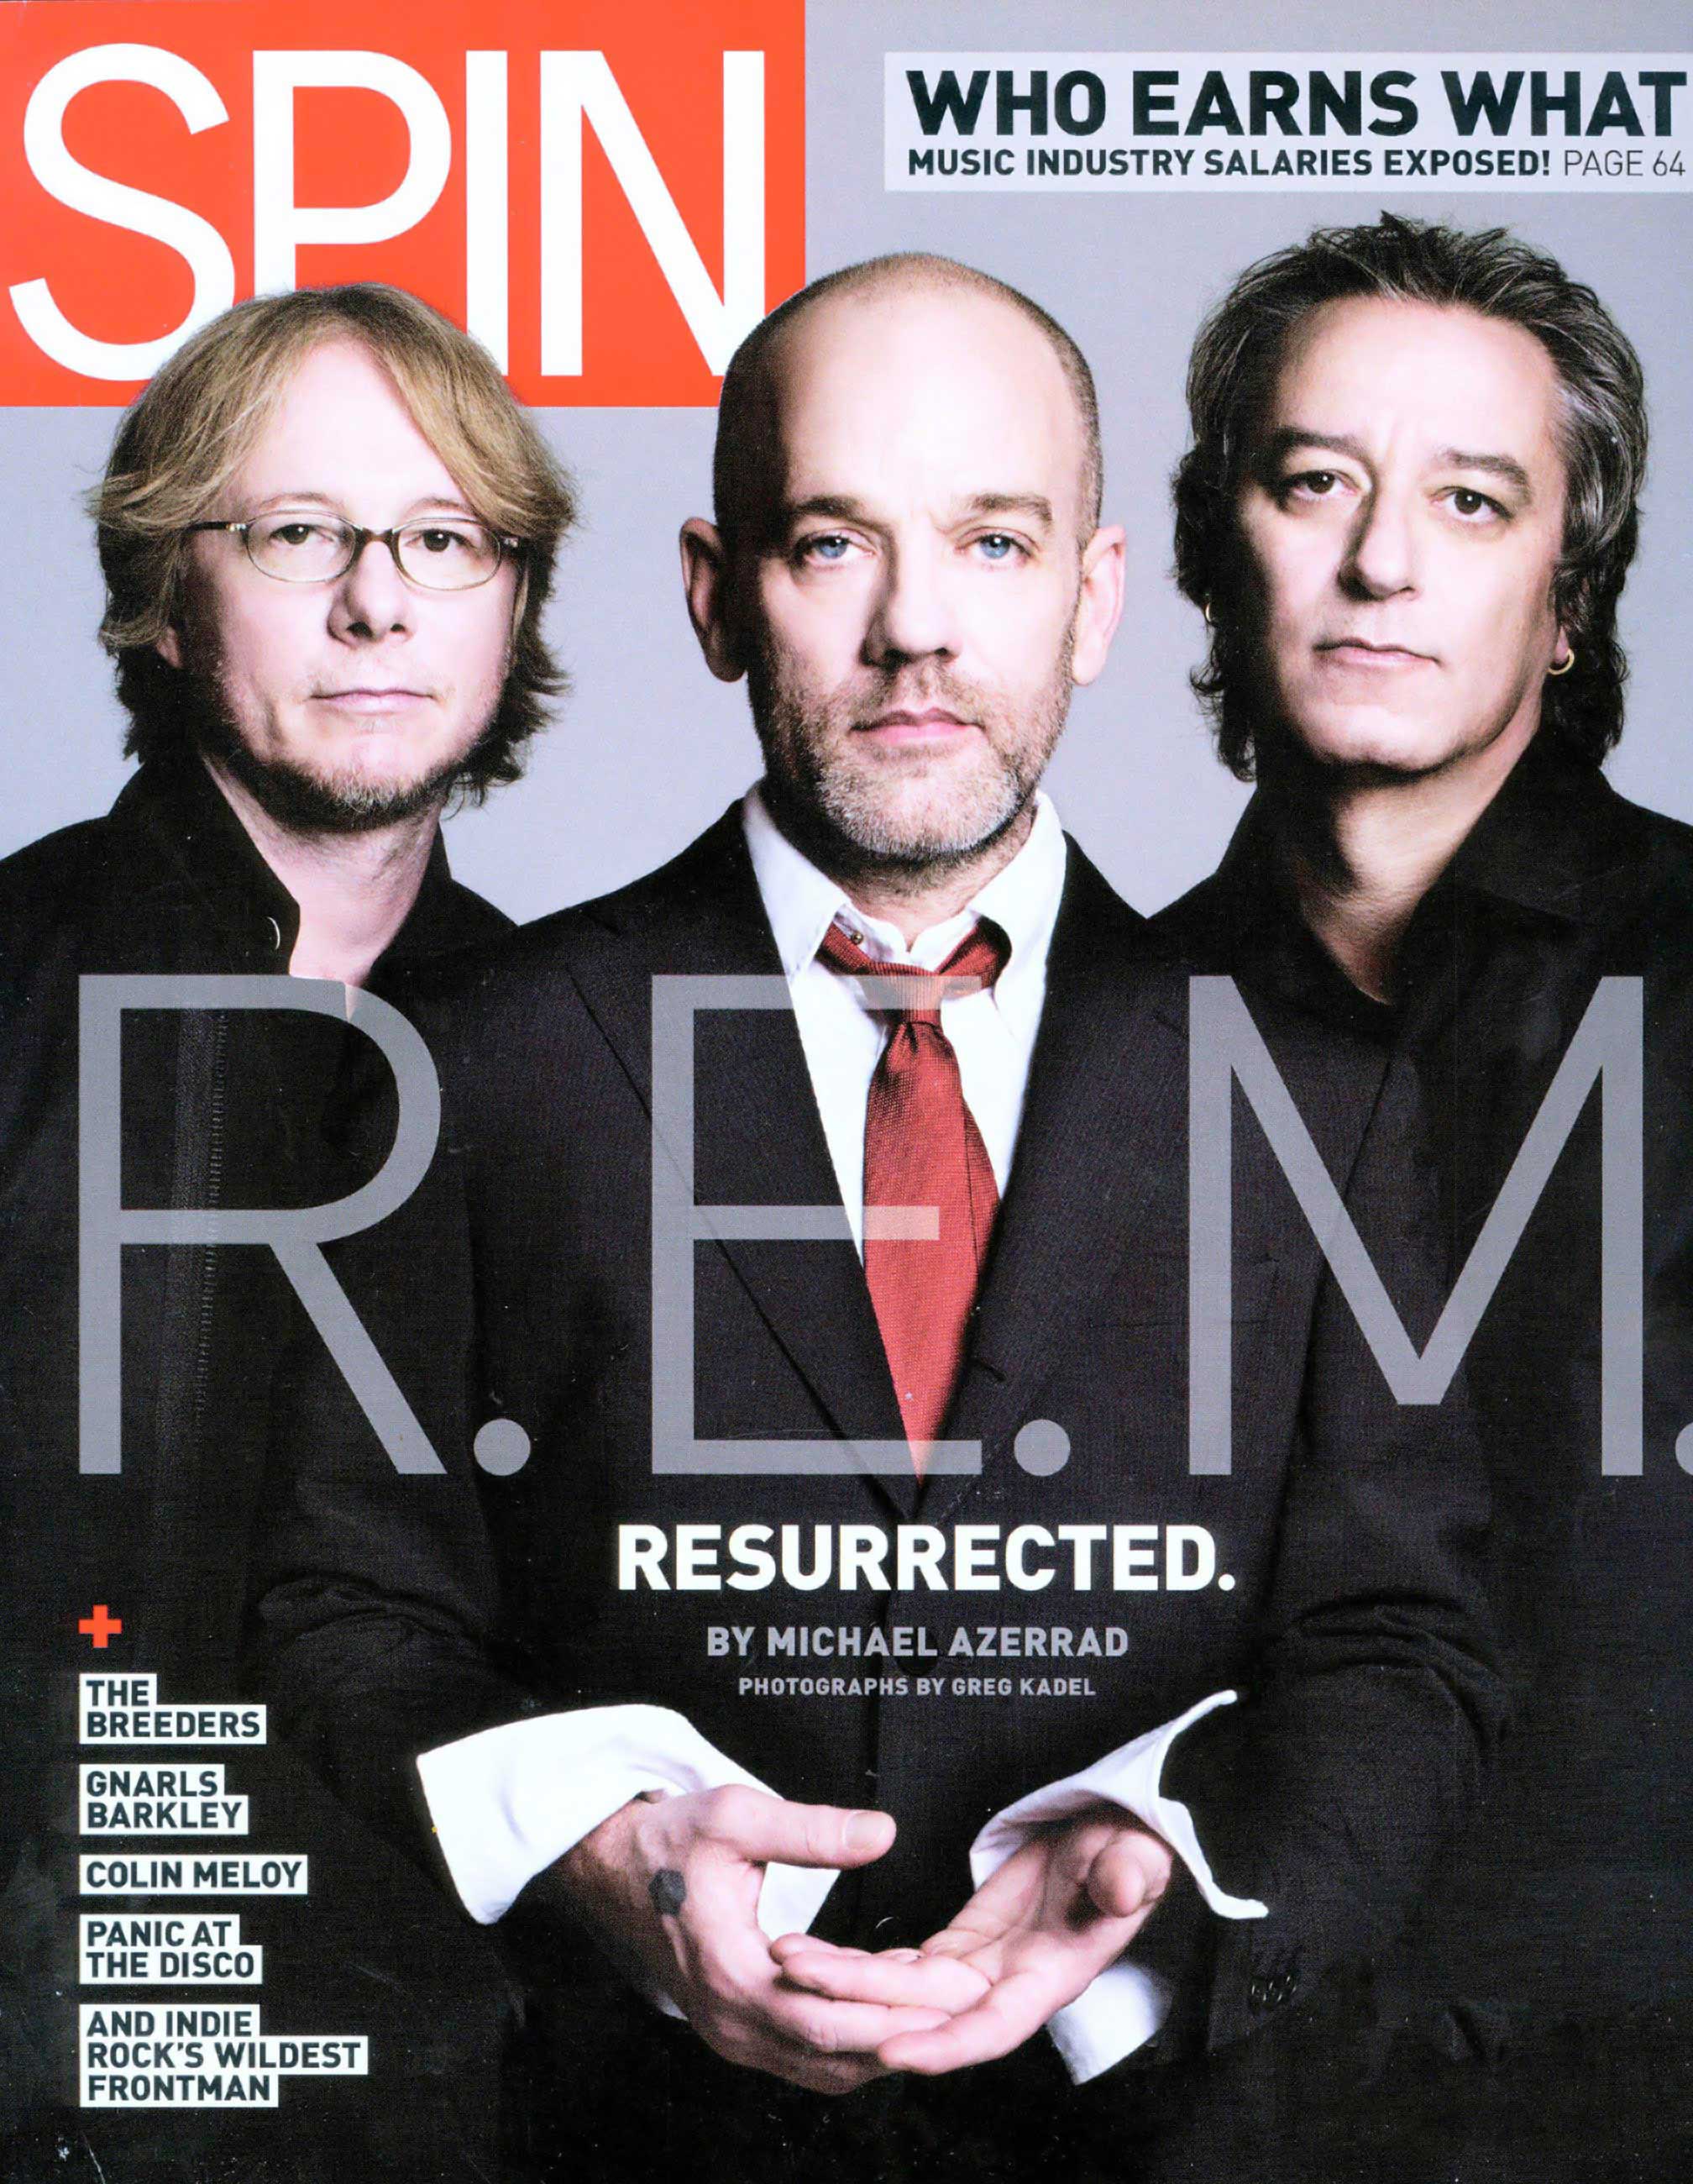 SPIN
WHO EARNS WHAT
MUSIC INDUSTRY SALARIES EXPOSED! PAGE 64
R.E.M.
RESURRECTED.
BY MICHAEL AZERRAD
PHOTOGRAPHS BY GREG KADEL
+
THE
BREEDERS
GNARLS
BARKLEY
COLIN MELOY
PANIC AT
THE DISCO
AND INDIE
ROCK'S WILDEST
FRONTMAN